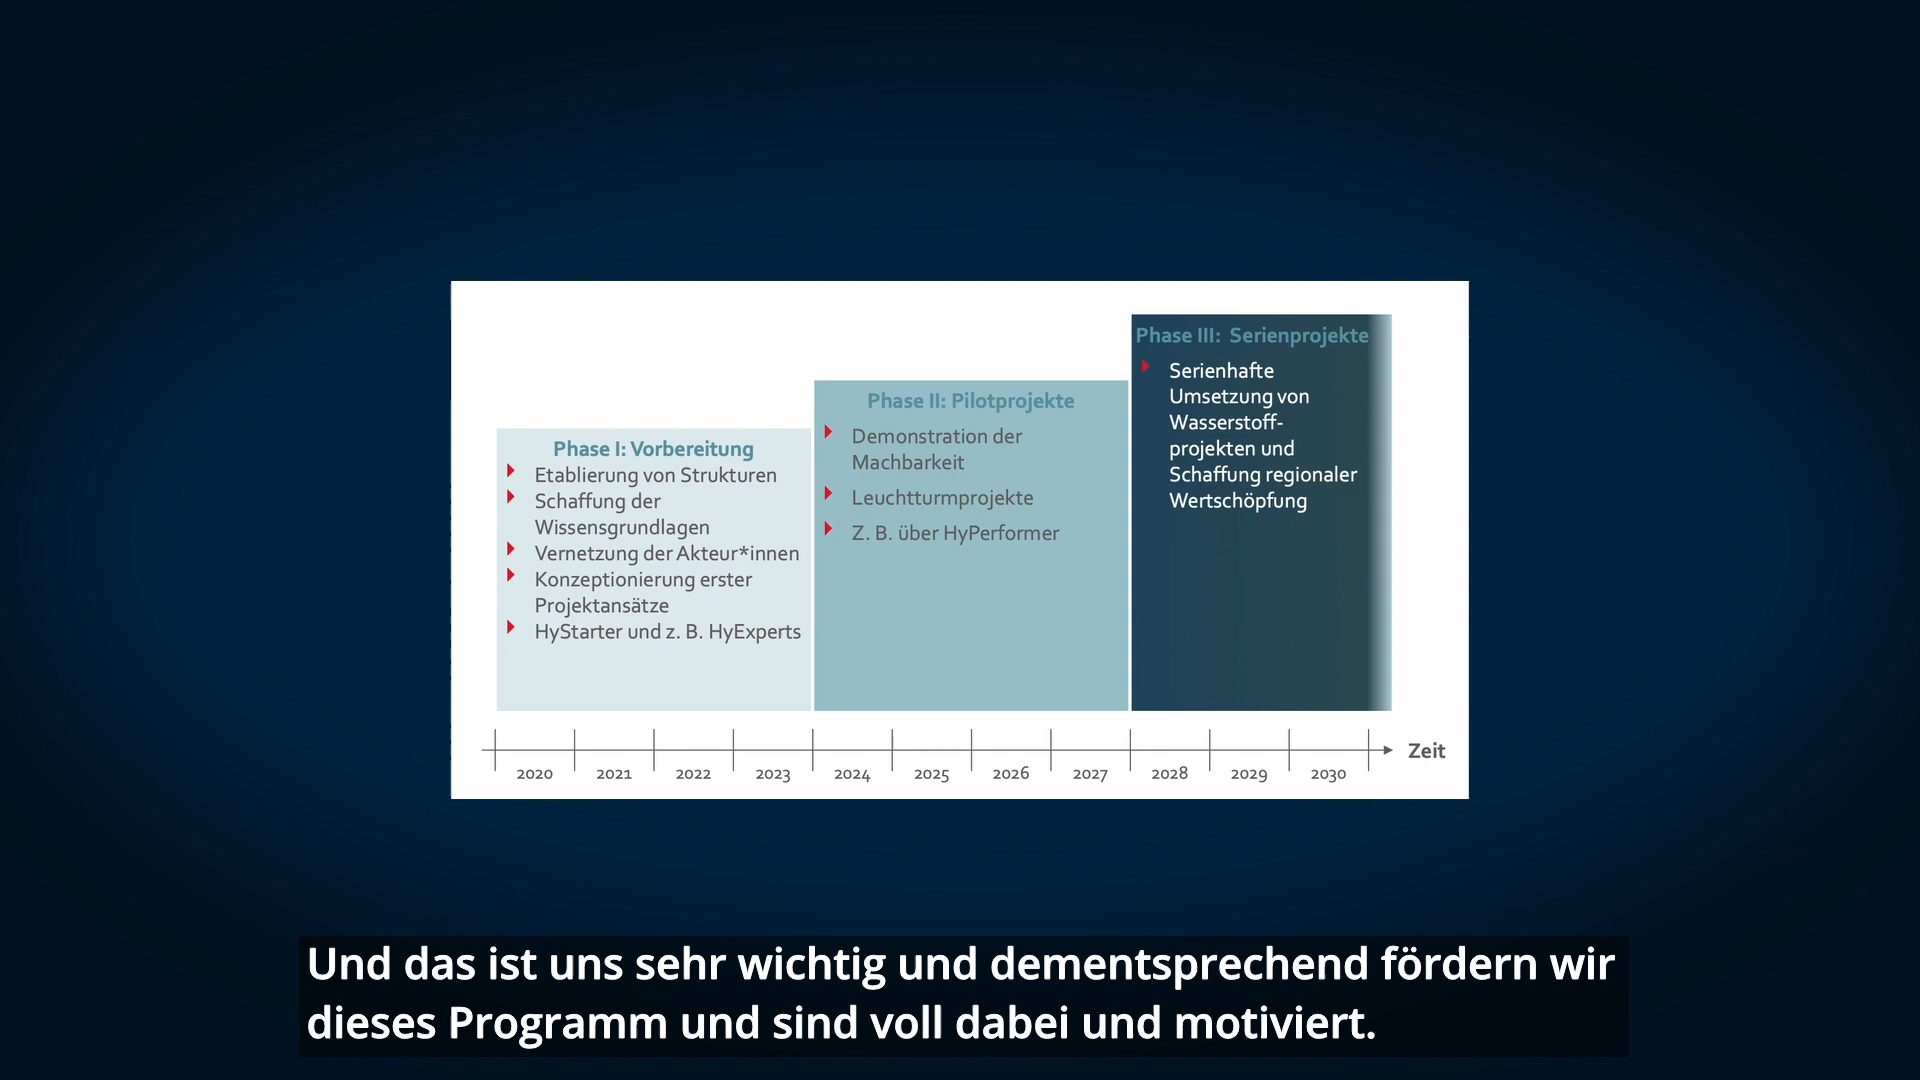 Phase I: Vorbereitung
Etablierung von Strukturen
Schaffung der
Wissensgrundlagen
Vernetzung der Akteur*innen
Konzeptionierung erster
Projektansätze
HyStarter und z. B. HyExperts
Phase II: Pilotprojekte
Demonstration der
Machbarkeit
Leuchtturmprojekte
Z. B. über HyPerformer
Phase III: Serienprojekte
Serienhafte
Umsetzung von
Wasserstoff-
projekten und
Schaffung regionaler
Wertschöpfung
2020 2021 2022 2023 2024 2025 2026 2027 2028 2029 2030 Zeit
Und das ist uns sehr wichtig und dementsprechend fördern wir
dieses Programm und sind voll dabei und motiviert.